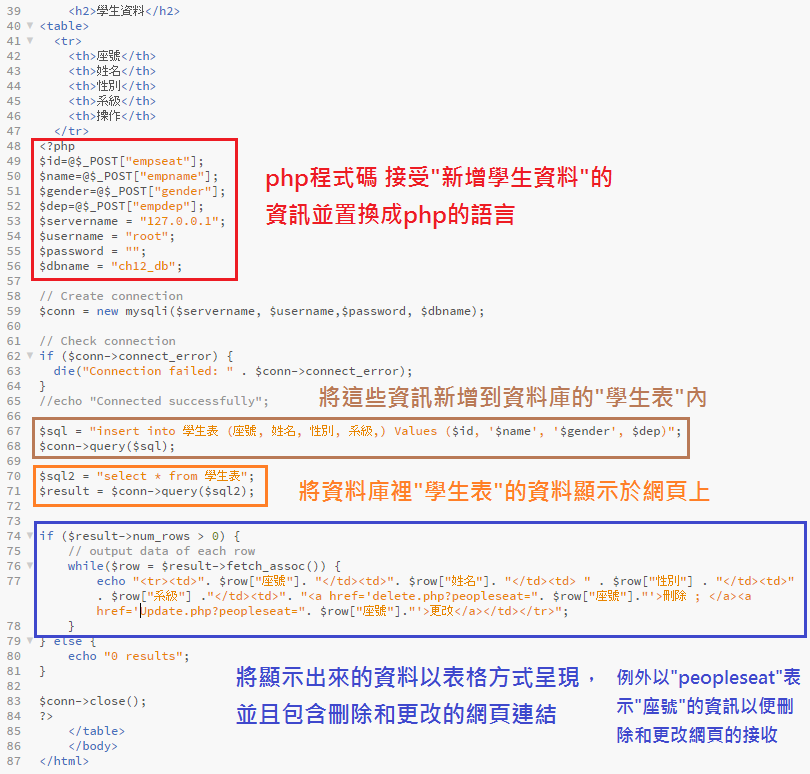 39 <h2>學生資料</h2>
40 <table>
41 <tr>
42 <th>座號</th>
43 <th>姓名</th>
44 <th>性別</th>
45 <th>系級</th>
46 <th>操作</th>
47 </tr>
48 <?php
49 $id=@$_POST["empseat"];
50 $name=@$_POST["empname"];
51 $gender=@$_POST["gender"];
52 $dep=@$_POST["empdep"];
53 $servername = "127.0.0.1";
54 $username = "root";
55 $password = "";
56 $dbname = "ch12_db";
php程式碼 接受"新增學生資料"的
資訊並置換成php的語言
57
58 // Create connection
59 $conn = new mysqli($servername, $username,$password, $dbname);
60
61 // Check connection
62 if ($conn->connect_error) {
63 die("Connection failed: " . $conn->connect_error);
64 }
65 //echo "Connected successfully";
將這些資訊新增到資料庫的"學生表"內
66
67 $sql = "insert into 學生表 (座號, 姓名, 性別, 系級,) Values ($id, '$name', '$gender', $dep)";
68 $conn->query($sql);
69
70 $sql2 = "select * from 學生表";
71 $result = $conn->query($sql2);
將資料庫裡"學生表"的資料顯示於網頁上
72
73
74 if ($result->num_rows > 0) {
75 // output data of each row
76 while($row = $result->fetch_assoc()) {
77 echo "<tr><td>". $row["座號"]. "</td><td>". $row["姓名"]. "</td><td> " . $row["性別"] . "</td><td>"
. $row["系級"] ."</td><td>". "<a href='delete.php?peopleseat=". $row["座號"]."'>刪除 ; </a><a
href='Update.php?peopleseat=". $row["座號"]."'>更改</a></td></tr>";
78 }
79 } else {
80 echo "0 results";
81 }
82
83 $conn->close();
84 ?>
85 </table>
86 </body>
87 </html>
將顯示出來的資料以表格方式呈現，
並且包含刪除和更改的網頁連結
例外以"peopleseat"表
示"座號"的資訊以便刪
除和更改網頁的接收